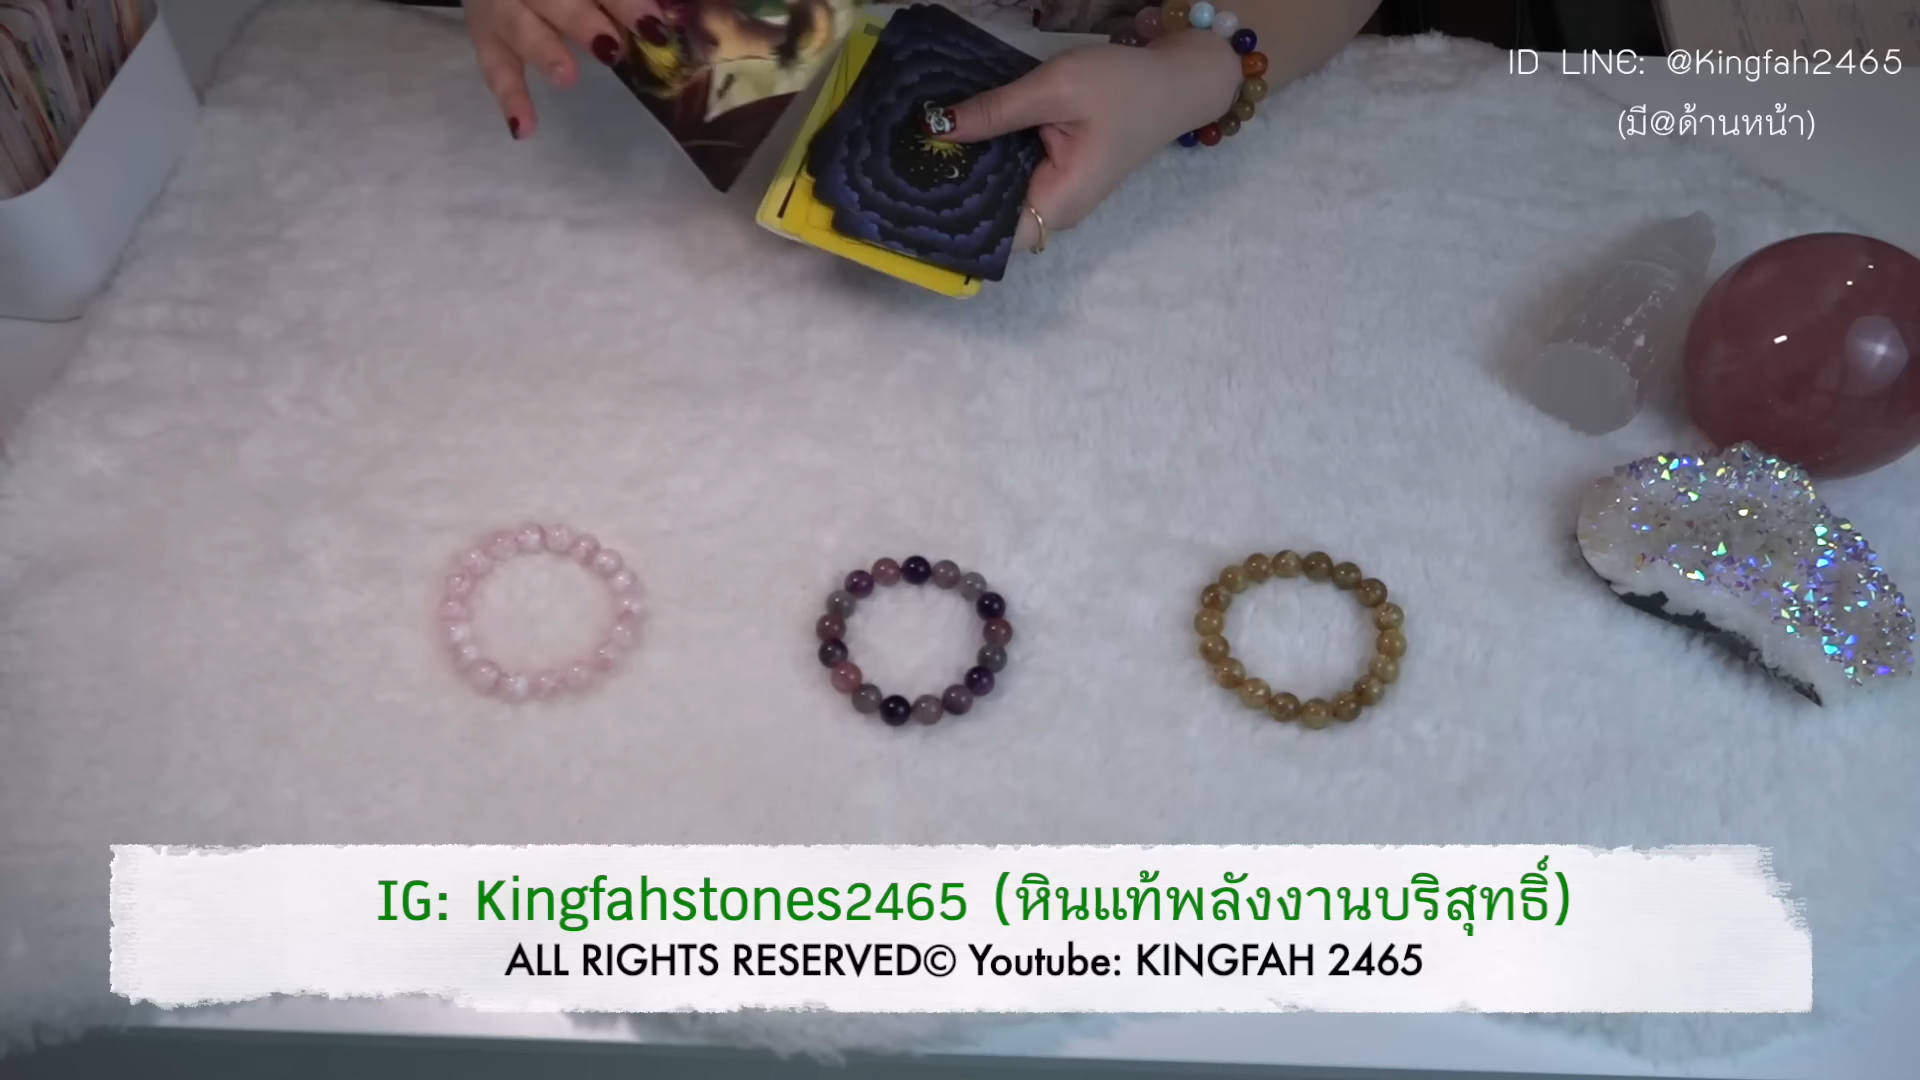 ID LINE: @Kingfah2465
(มี@ด้านหน้า)
IG: Kingfahstones2465 (หินแท้พลังงานบริสุทธิ์)
ALL RIGHTS RESERVED© Youtube: KINGFAH 2465